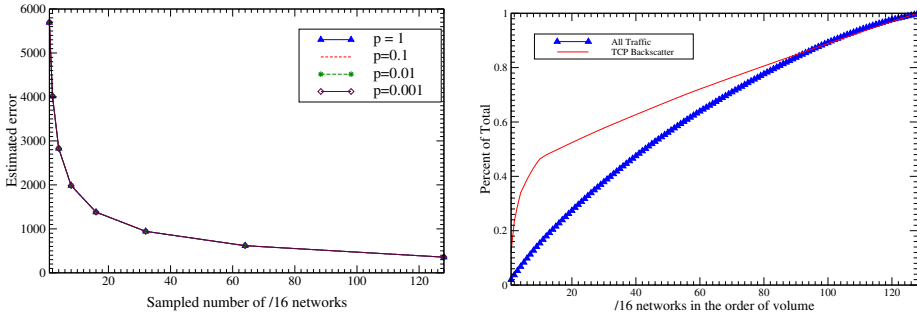 6000
5000
4000
3000
2000
1000
0
Estimated error
p = 1
p=0.1
p=0.01
p=0.001
20
40
60
80
100
120
Sampled number of /16 networks
1
0.8
0.6
0.4
0.2
0
Percent of Total
All Traffic
TCP Backscatter
20
40
60
80
100
120
/16 networks in the order of volume